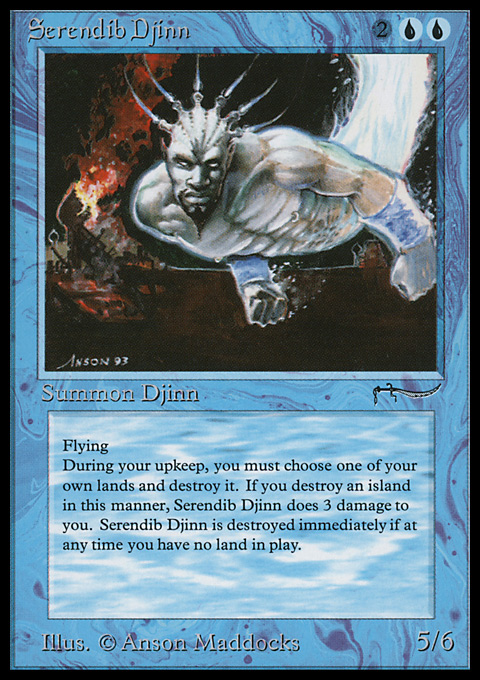 Serendib Djinn 2
ANSON 93
Summon Djinn
Flying
During your upkeep, you must choose one of your
own lands and destroy it. If you destroy an island
in this manner, Serendib Djinn does 3 damage to
you. Serendib Djinn is destroyed immediately if at
any time you have no land in play.
Illus. © Anson Maddocks 5/6